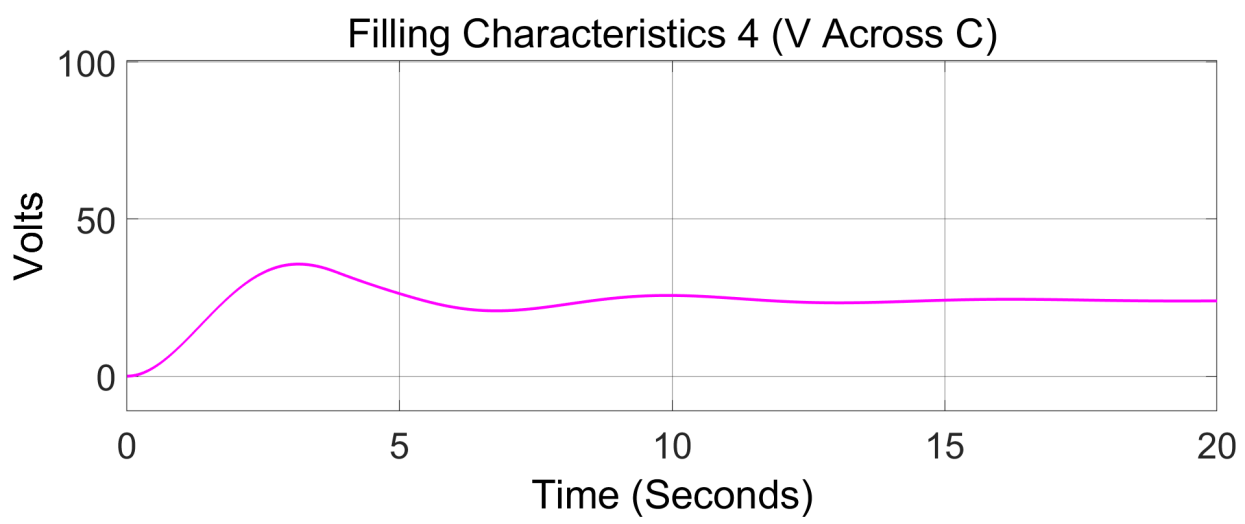 Filling Characteristics 4 (V Across C)
100
50
0
Volts
0 5 10 15 20
Time (Seconds)